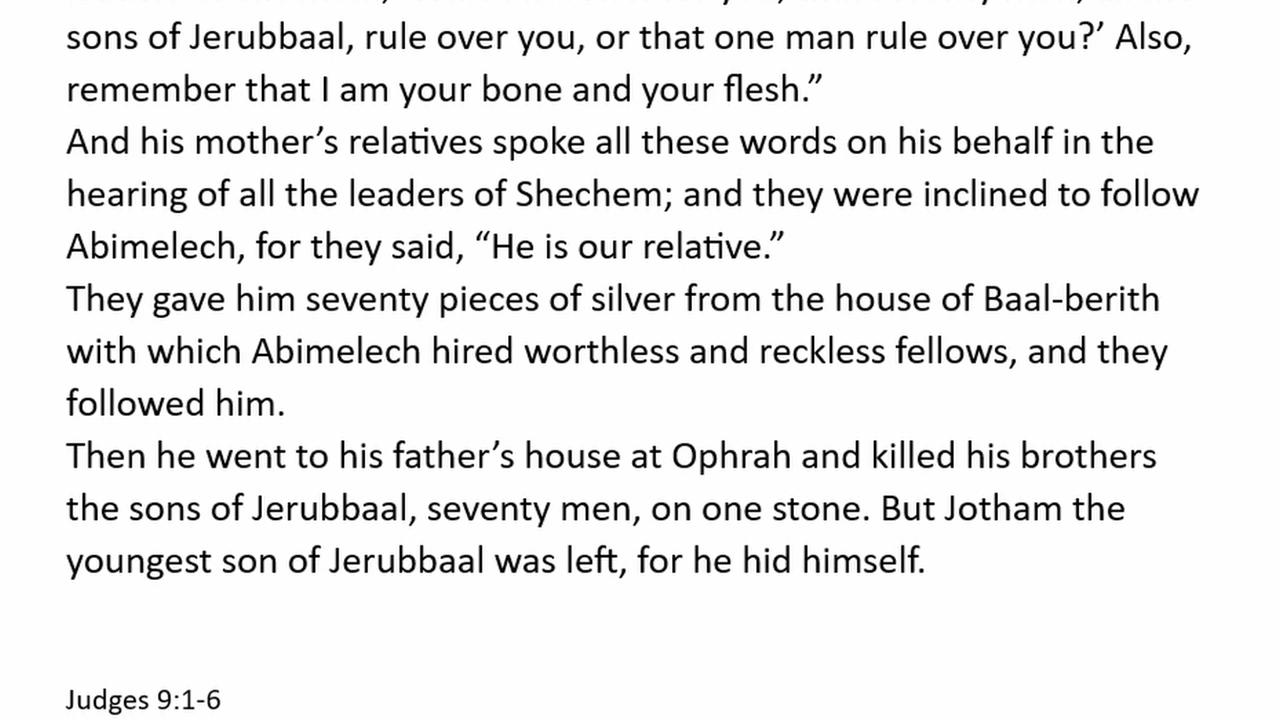 sons of Jerubbaal, rule over you, or that one man rule over you?’ Also,
remember that I am your bone and your flesh.”
And his mother’s relatives spoke all these words on his behalf in the
hearing of all the leaders of Shechem; and they were inclined to follow
Abimelech, for they said, “He is our relative.”
They gave him seventy pieces of silver from the house of Baal-berith
with which Abimelech hired worthless and reckless fellows, and they
followed him.
Then he went to his father’s house at Ophrah and killed his brothers
the sons of Jerubbaal, seventy men, on one stone. But Jotham the
youngest son of Jerubbaal was left, for he hid himself.
Judges 9:1-6